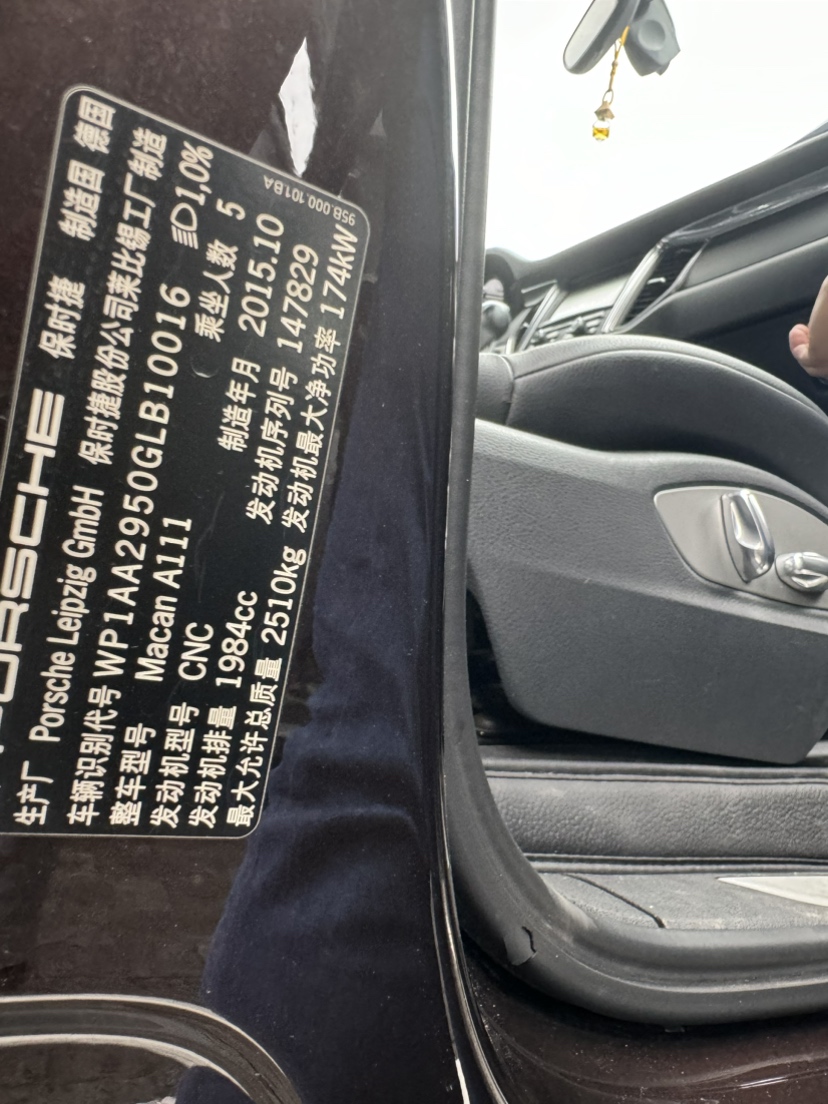 PORSCHE 保时捷 制造国 德国
生产厂 Porsche Leipzig GmbH 保时捷股份公司莱比锡工厂制造
车辆识别代号 WP1AA2950GLB10016 1,0%
整车型号 Macan A111 乘坐人数 5
发动机型号 CNC 制造年月 2015.10
发动机排量 1984cc 发动机序列号 147829
最大允许总质量 2510kg 发动机最大净功率 174kW
95B.000.101BA